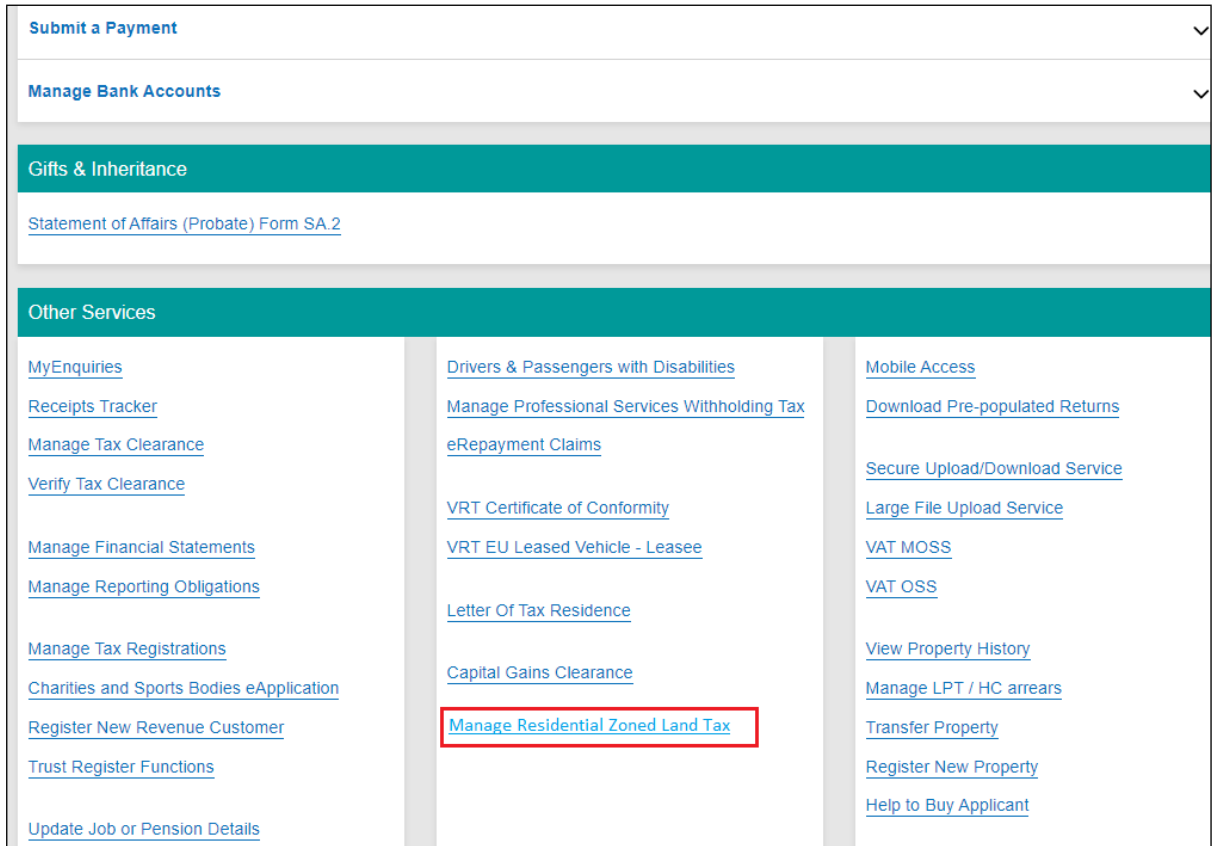 Submit a Payment
Manage Bank Accounts
Gifts & Inheritance
Statement of Affairs (Probate) Form SA.2
Other Services
MyEnquiries
Receipts Tracker
Manage Tax Clearance
Verify Tax Clearance
Manage Financial Statements
Manage Reporting Obligations
Manage Tax Registrations
Charities and Sports Bodies eApplication
Register New Revenue Customer
Trust Register Functions
Update Job or Pension Details
Drivers & Passengers with Disabilities
Manage Professional Services Withholding Tax
eRepayment Claims
VRT Certificate of Conformity
VRT EU Leased Vehicle - Leasee
Letter Of Tax Residence
Capital Gains Clearance
Manage Residential Zoned Land Tax
Mobile Access
Download Pre-populated Returns
Secure Upload/Download Service
Large File Upload Service
VAT MOSS
VAT OSS
View Property History
Manage LPT / HC arrears
Transfer Property
Register New Property
Help to Buy Applicant